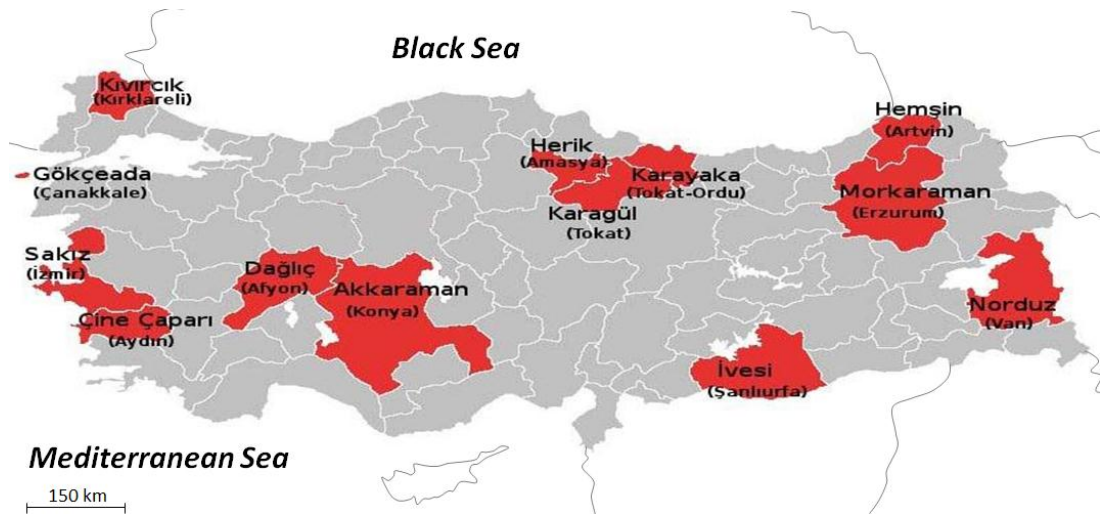 Black Sea
Kıvırcık
(Kırklareli)
Hemşin
(Artvin)
Herik
(Amasya)
Gökçeada
(Çanakkale)
Karayaka
(Tokat-Ordu)
Morkaraman
(Erzurum)
Karagül
(Tokat)
Sakız
(İzmir)
Dağlıç
(Afyon)
Akkaraman
(Konya)
Norduz
(Van)
Çine Çaparı
(Aydın)
İvesi
(Şanlıurfa)
Mediterranean Sea
150 km